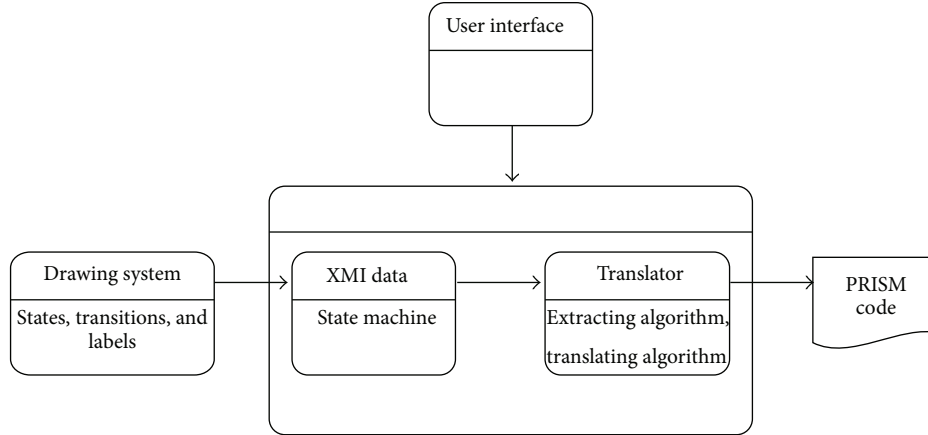 User interface
Drawing system
States, transitions, and
labels
XMI data
State machine
Translator
Extracting algorithm,
translating algorithm
PRISM
code